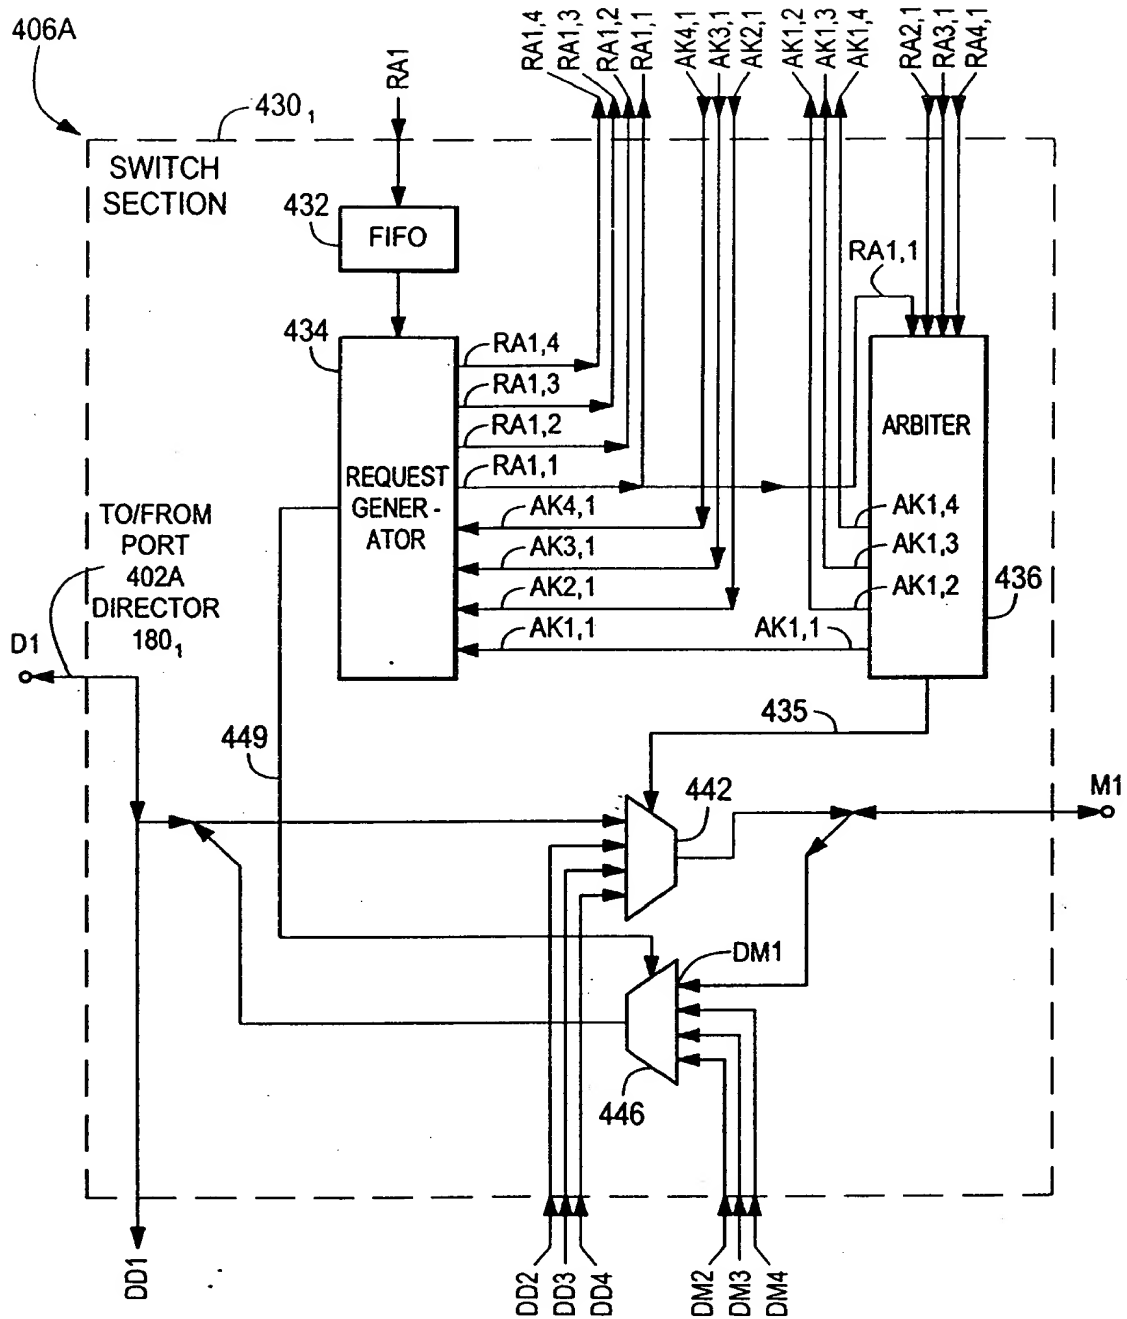 406A
430₁
RA1
RA1,4
RA1,3
RA1,2
RA1,1
AK4,1
AK3,1
AK2,1
AK1,2
AK1,3
AK1,4
RA2,1
RA3,1
RA4,1
SWITCH
SECTION
432
FIFO
RA1,1
434
RA1,4
RA1,3
RA1,2
RA1,1
REQUEST
GENER -
ATOR
AK4,1
AK3,1
AK2,1
AK1,1
ARBITER
AK1,4
AK1,3
AK1,2
AK1,1
436
TO/FROM
PORT
402A
DIRECTOR
180₁
D1
449
435
442
M1
DM1
446
DD1
DD2
DD3
DD4
DM2
DM3
DM4